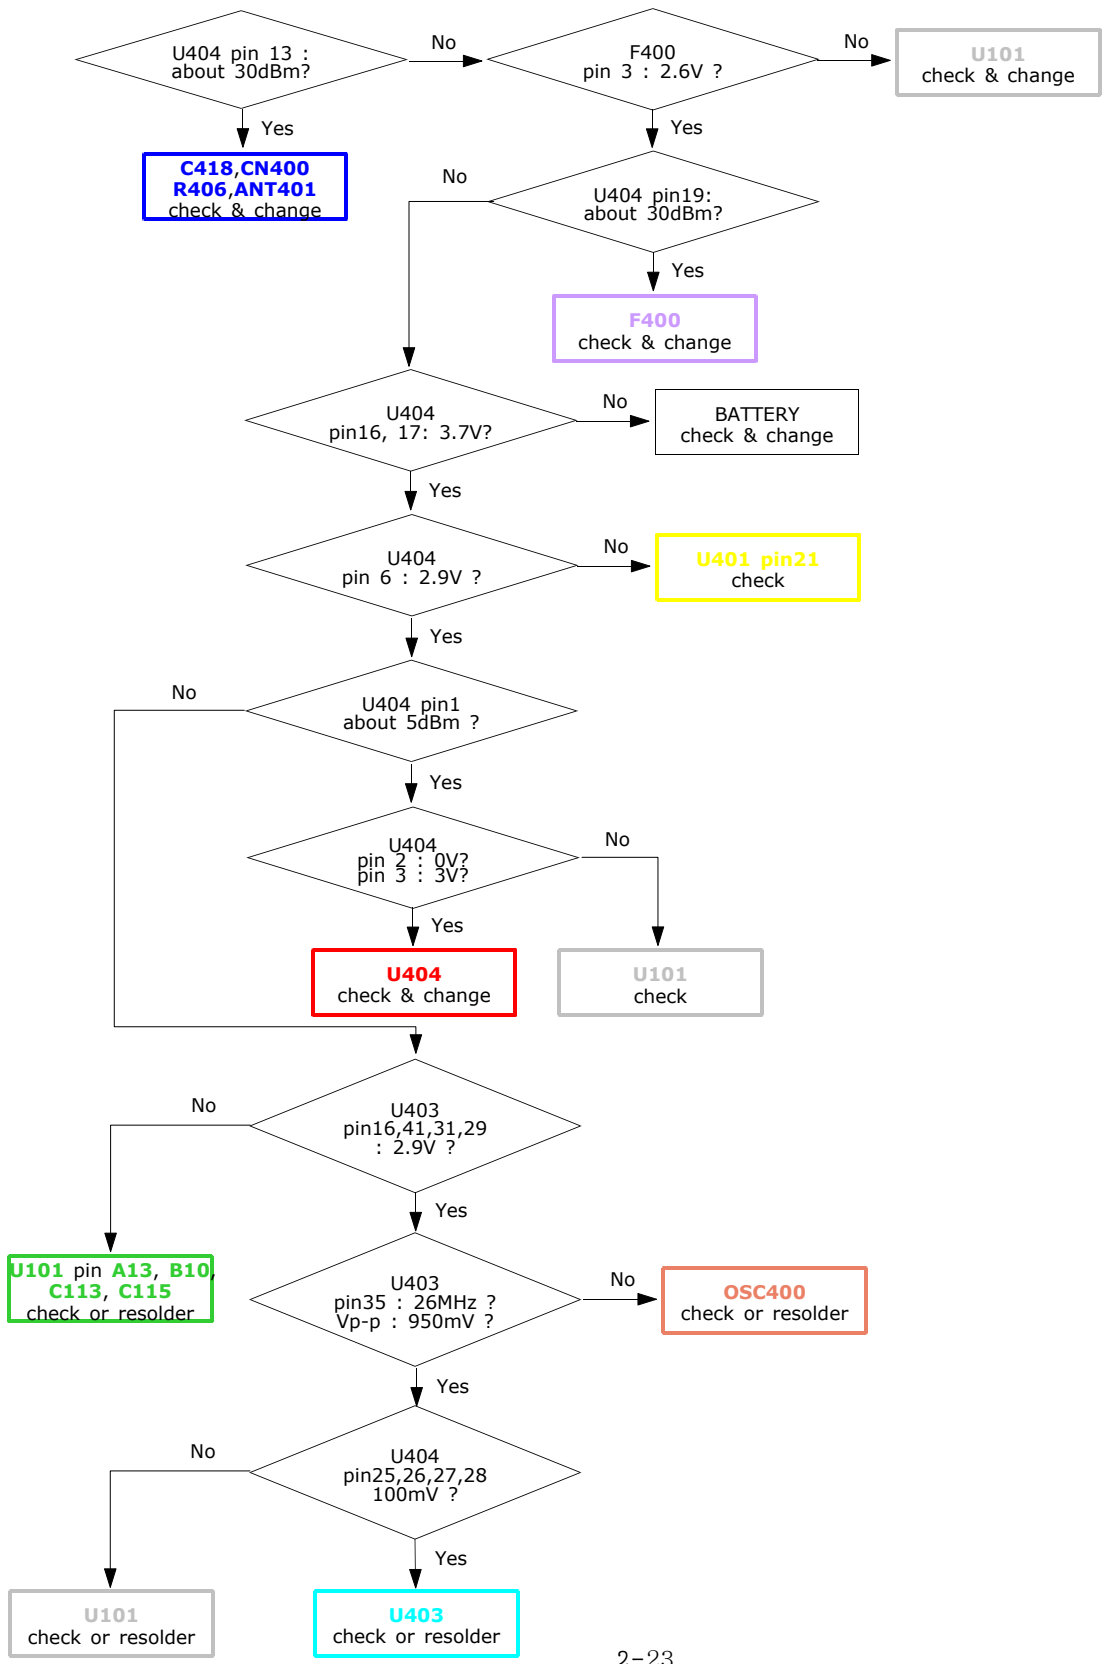 U404 pin 13 :
about 30dBm?
No
F400
pin 3 : 2.6V ?
No
U101
check & change
Yes
Yes
C418,CN400
R406,ANT401
check & change
No
U404 pin19:
about 30dBm?
Yes
F400
check & change
U404
pin16, 17: 3.7V?
No
BATTERY
check & change
Yes
U404
pin 6 : 2.9V ?
No
U401 pin21
check
Yes
No
U404 pin1
about 5dBm ?
Yes
U404
pin 2 : 0V?
pin 3 : 3V?
No
Yes
U404
check & change
U101
check
No
U403
pin16,41,31,29
: 2.9V ?
Yes
U101 pin A13, B10,
C113, C115
check or resolder
U403
pin35 : 26MHz ?
Vp-p : 950mV ?
No
OSC400
check or resolder
Yes
No
U404
pin25,26,27,28
100mV ?
Yes
U101
check or resolder
U403
check or resolder
2-23